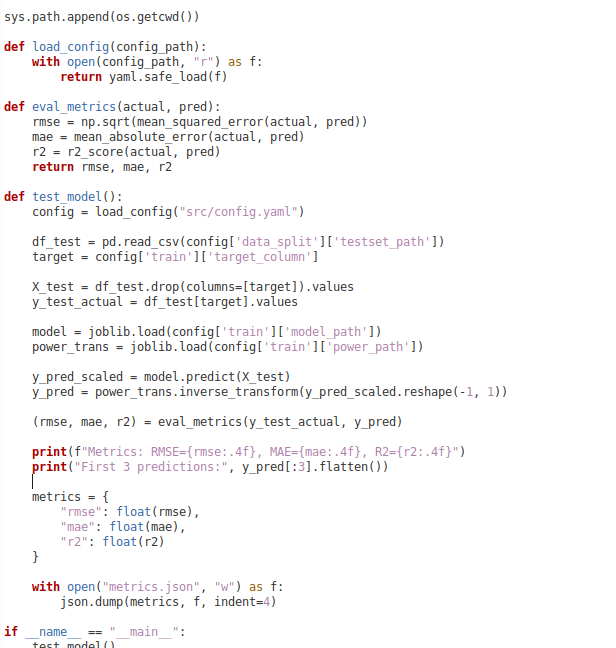 sys.path.append(os.getcwd())

def load_config(config_path):
    with open(config_path, "r") as f:
        return yaml.safe_load(f)

def eval_metrics(actual, pred):
    rmse = np.sqrt(mean_squared_error(actual, pred))
    mae = mean_absolute_error(actual, pred)
    r2 = r2_score(actual, pred)
    return rmse, mae, r2

def test_model():
    config = load_config("src/config.yaml")

    df_test = pd.read_csv(config['data_split']['testset_path'])
    target = config['train']['target_column']

    X_test = df_test.drop(columns=[target]).values
    y_test_actual = df_test[target].values

    model = joblib.load(config['train']['model_path'])
    power_trans = joblib.load(config['train']['power_path'])

    y_pred_scaled = model.predict(X_test)
    y_pred = power_trans.inverse_transform(y_pred_scaled.reshape(-1, 1))

    (rmse, mae, r2) = eval_metrics(y_test_actual, y_pred)

    print(f"Metrics: RMSE={rmse:.4f}, MAE={mae:.4f}, R2={r2:.4f}")
    print("First 3 predictions:", y_pred[:3].flatten())

    metrics = {
        "rmse": float(rmse),
        "mae": float(mae),
        "r2": float(r2)
    }

    with open("metrics.json", "w") as f:
        json.dump(metrics, f, indent=4)

if __name__ == "__main__":
    test_model()